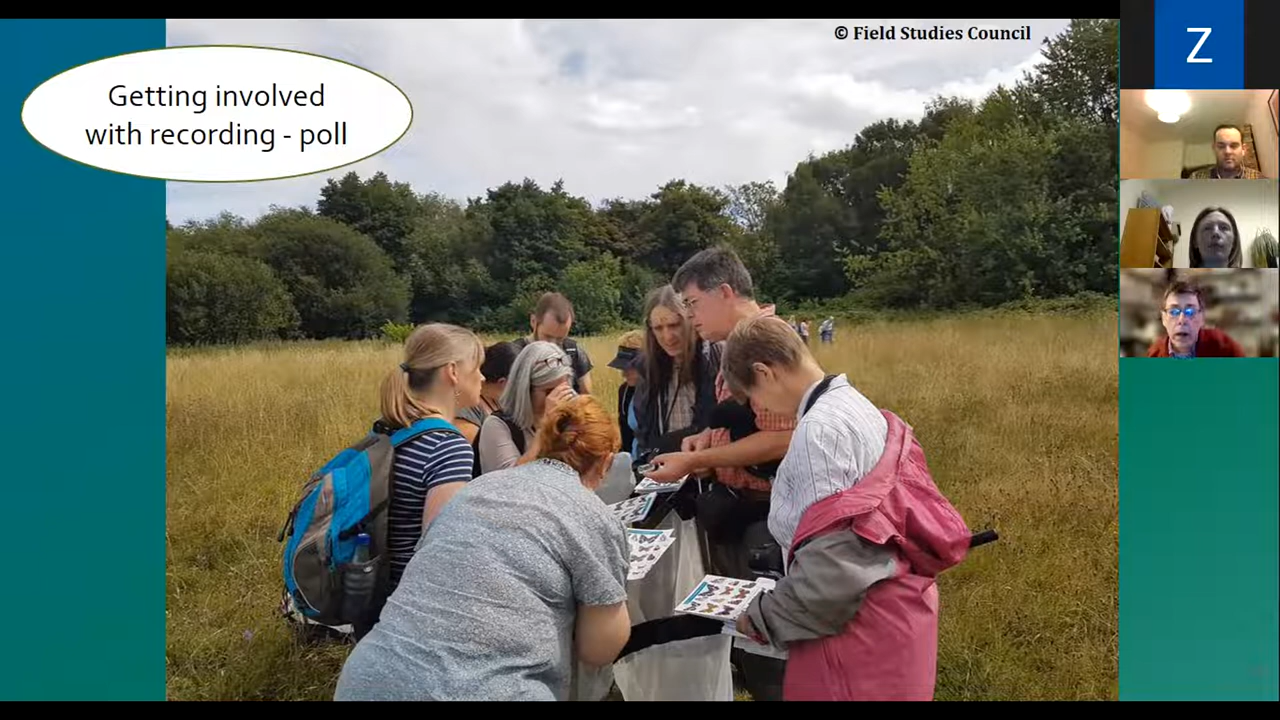 © Field Studies Council
Getting involved
with recording - poll
Z